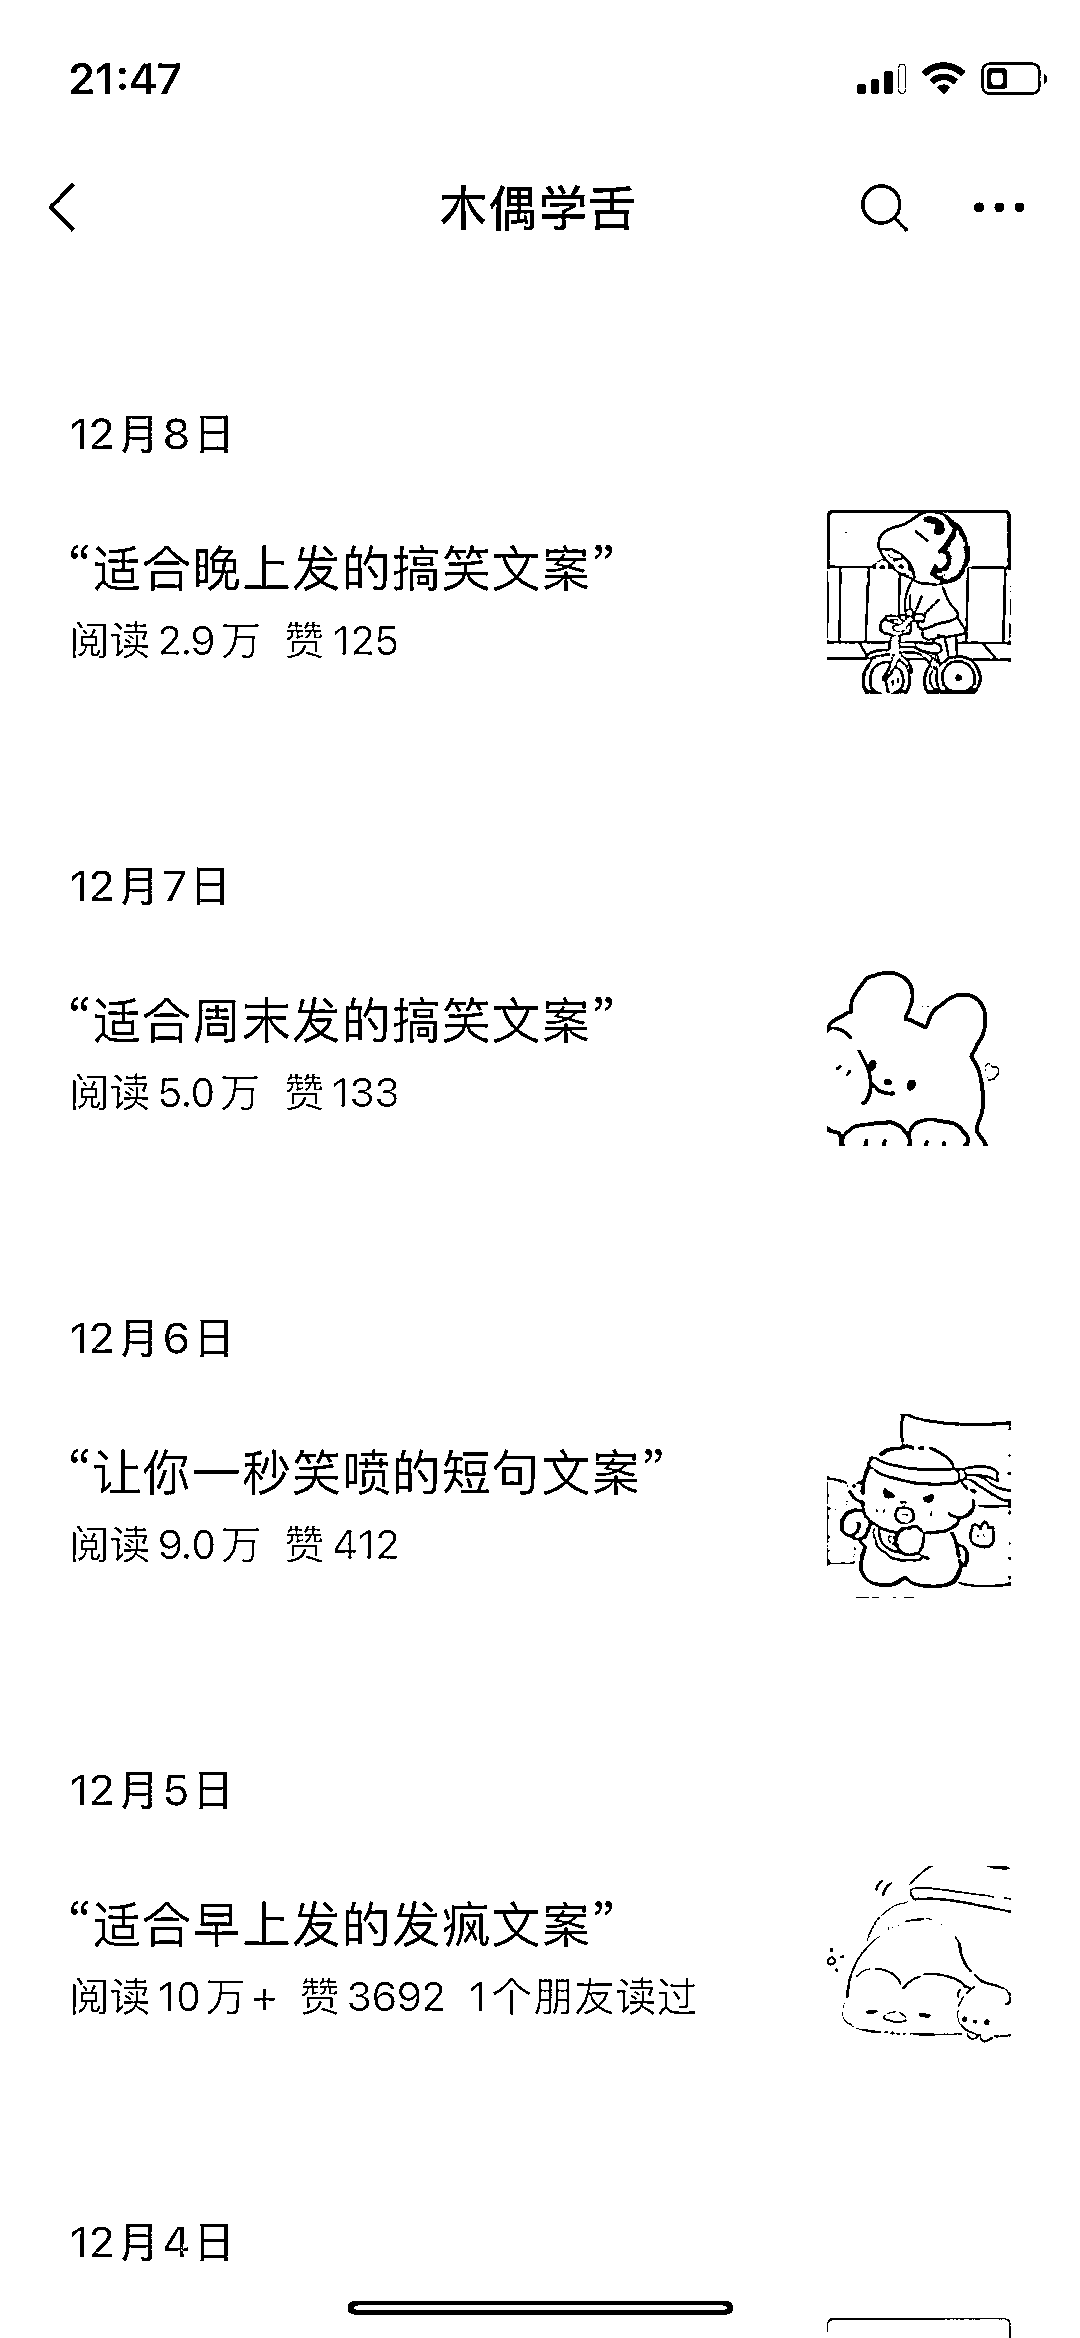 21:47
木偶学舌
12月8日
“适合晚上发的搞笑文案”
阅读 2.9万 赞 125
12月7日
“适合周末发的搞笑文案”
阅读 5.0万 赞 133
12月6日
“让你一秒笑喷的短句文案”
阅读 9.0万 赞 412
12月5日
“适合早上发的发疯文案”
阅读 10万+ 赞 3692 1个朋友读过
12月4日